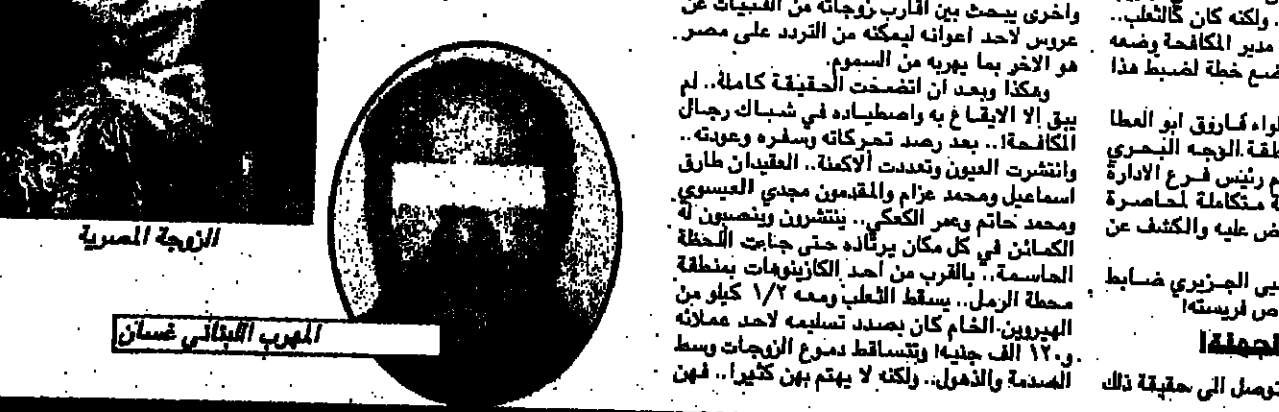 ولكنه كان كالثعلب..
مدير المكافحة وضعه
ضع خطة لضبط هذا
لواء فاروق ابو العطا
طقة الوجه البحري
م رئيس فرع الادارة
ة متكاملة لمحاصرة
ض عليه والكشف عن
يى الجزيري ضابط
ص فريسته!
توصل الى حقيقة ذلك
واخرى يبحث بين اقارب زوجاته من الفتيات عن
عروس لاحد اعوانه ليمكنه من التردد على مصر
هو الاخر بما يهربه من السموم.
وهكذا وبعد ان اتضحت الحقيقة كاملة.. لم
يبق إلا الايقاع به واصطياده في شباك رجال
المكافحة!.. بعد رصد تحركاته وسفره وعودته..
وانتشرت العيون وتعددت الأكمنة.. العقيدان طارق
اسماعيل ومحمد عزام والمقدمون مجدي العيسوي
ومحمد حاتم وعمر الكعكي.. ينتشرون وينصبون له
الكمائن في كل مكان يرتاده حتى جاءت اللحظة
الحاسمة.. بالقرب من احد الكازينوهات بمنطقة
محطة الرمل.. يسقط الثعلب ومعه ١/٢ كيلو من
الهيروين الخام كان بصدد تسليمه لاحد عملائه
و١٢٠ الف جنيه! وتتساقط دموع الزوجات وسط
الصدمة والذهول.. ولكنه لا يهتم بهن كثيرا.. فهن
الزوجة المصرية
المهرب اللبناني غسان